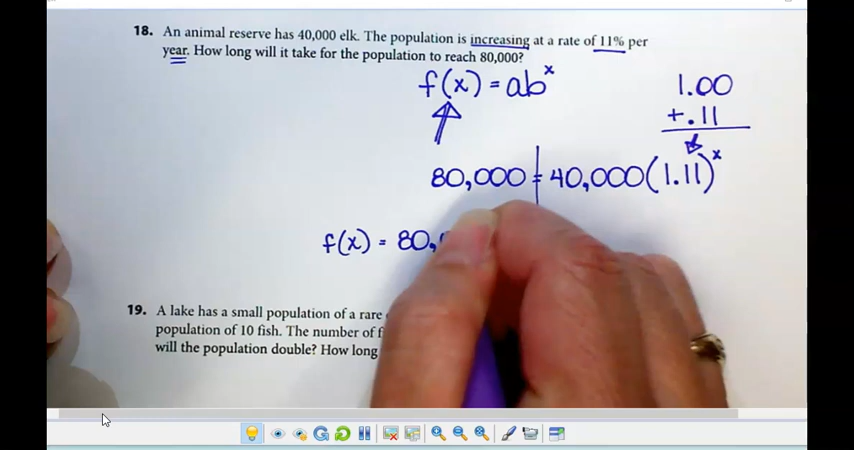 18. An animal reserve has 40,000 elk. The population is increasing at a rate of 11% per
year. How long will it take for the population to reach 80,000?
f(x) = ab^x
1.00
+.11
80,000 = 40,000(1.11)^x
f(x) = 80,
19. A lake has a small population of a rare
population of 10 fish. The number of f
will the population double? How long